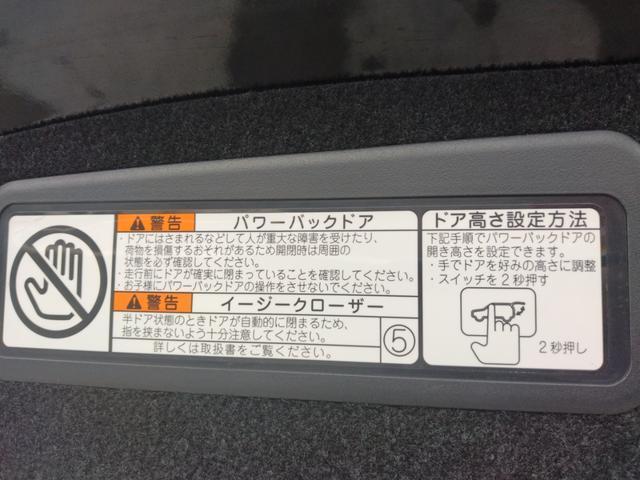 警告 パワーバックドア
・ドアにはさまれるなどして人が重大な障害を受けたり、
荷物を損傷するおそれがあるため開閉時は周囲の
状態を必ず確認してください。
・走行前にドアが確実に閉まっていることを確認してください。
・お子様にパワーバックドアの操作をさせないでください。
警告 イージークローザー
半ドア状態のときドアが自動的に閉まるため、
指を挟まないよう十分注意してください。
詳しくは取扱書をご覧ください。
⑤
ドア高さ設定方法
下記手順でパワーバックドアの
開き高さを設定できます。
・手でドアを好みの高さに調整
・スイッチを2秒押す
2秒押し